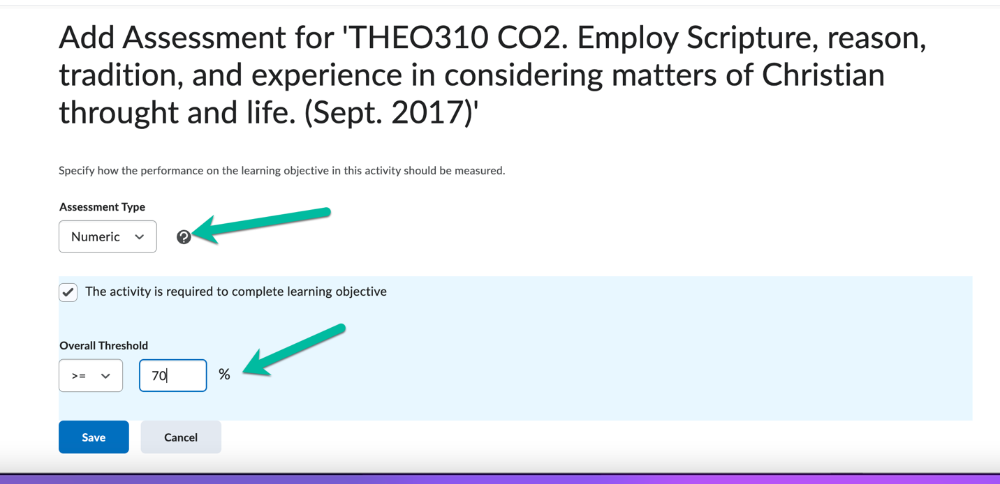 Add Assessment for 'THEO310 CO2. Employ Scripture, reason,
tradition, and experience in considering matters of Christian
throught and life. (Sept. 2017)'
Specify how the performance on the learning objective in this activity should be measured.
Assessment Type
Numeric ?
The activity is required to complete learning objective
Overall Threshold
>= 70 %
Save Cancel